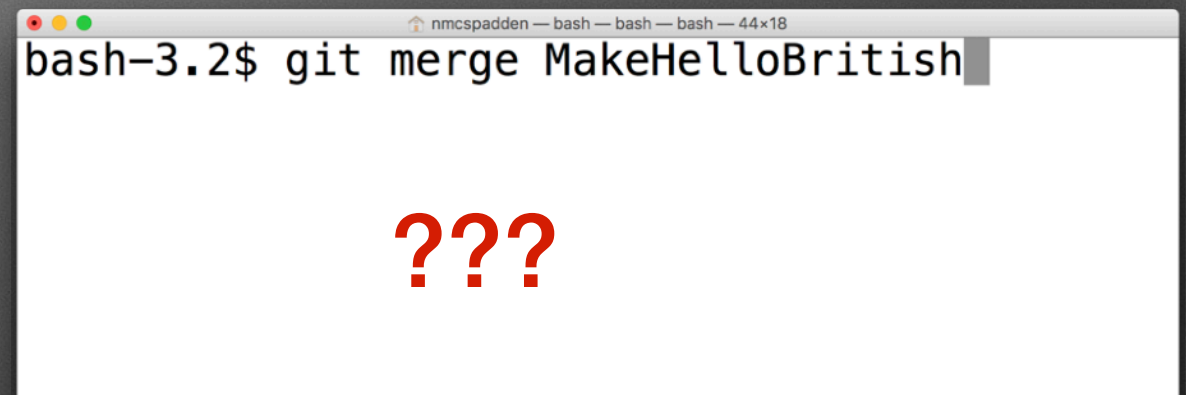 nmcspadden — bash — bash — bash — 44×18
bash-3.2$ git merge MakeHelloBritish
???